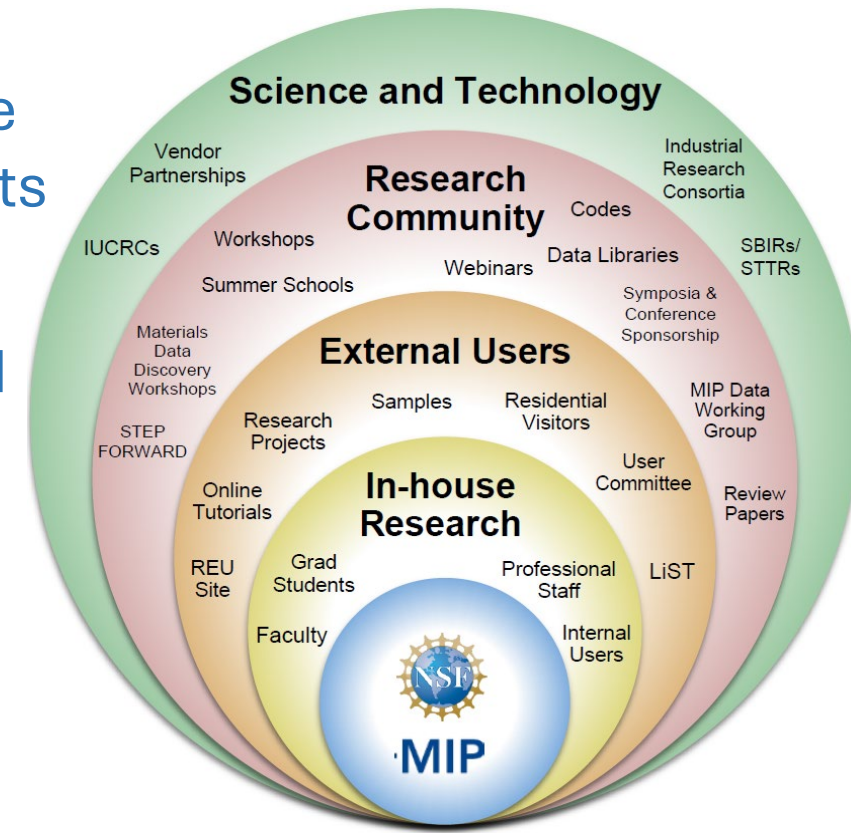 e
ts
l
Science and Technology
Vendor
Partnerships
IUCRCs
Industrial
Research
Consortia
SBIRs/
STTRs
Research
Community
Workshops
Summer Schools
Webinars
Codes
Data Libraries
Symposia &
Conference
Sponsorship
Materials
Data
Discovery
Workshops
STEP
FORWARD
MIP Data
Working
Group
Review
Papers
External Users
Research
Projects
Samples
Residential
Visitors
Online
Tutorials
User
Committee
REU
Site
LiST
In-house
Research
Grad
Students
Professional
Staff
Faculty
Internal
Users
NSF
MIP